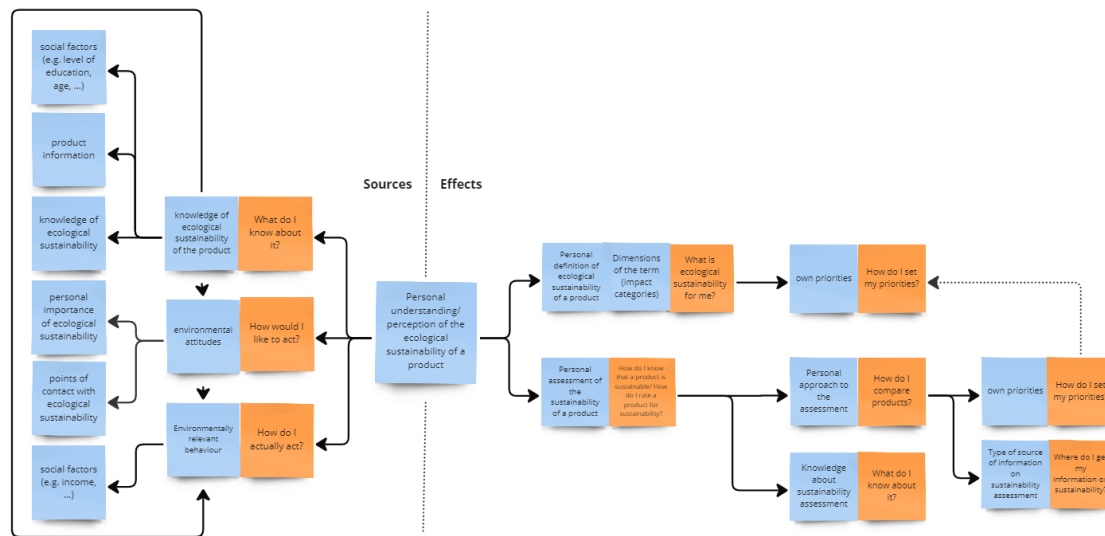 social factors
(e.g. level of
education,
age, ...)
product
information
knowledge of
ecological
sustainability
personal
importance of
ecological
sustainability
points of
contact with
ecological
sustainability
social factors
(e.g. income,
...)
knowledge of
ecological
sustainability
of the product
What do I
know about
it?
environmental
attitudes
How would I
like to act?
Environmentally
relevant
behaviour
How do I
actually act?
Sources
Effects
Personal
understanding/
perception of the
ecological
sustainability of a
product
Personal
definition of
ecological
sustainability
of a product
Dimensions
of the term
(impact
categories)
What is
ecological
sustainability
for me?
own priorities
How do I set
my priorities?
Personal
assessment of
the
sustainability
of a product
How do I know
that a product is
sustainable/ How
do I rate a
product for
sustainability?
Personal
approach to
the
assessment
How do I
compare
products?
own priorities
How do I set
my priorities?
Knowledge
about
sustainability
assessment
What do I
know about
it?
Type of source
of information
on
sustainability
assessment
Where do I get
my
information on
sustainability?